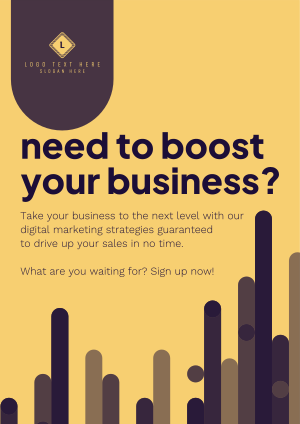 L
LOGO TEXT HERE
SLOGAN HERE
need to boost
your business?
Take your business to the next level with our
digital marketing strategies guaranteed
to drive up your sales in no time.
What are you waiting for? Sign up now!